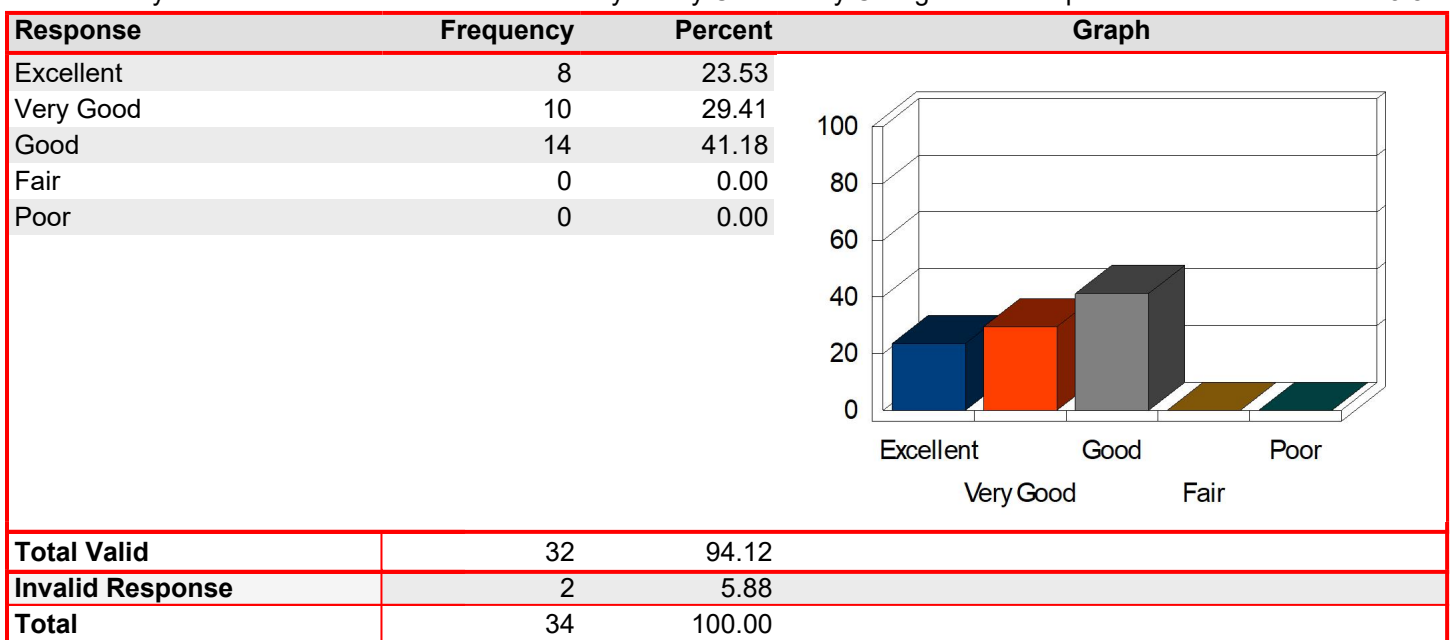 Response Frequency Percent Graph
Excellent 8 23.53
Very Good 10 29.41
Good 14 41.18
Fair 0 0.00
Poor 0 0.00
100
80
60
40
20
0
Excellent Good Poor
Very Good Fair
Total Valid 32 94.12
Invalid Response 2 5.88
Total 34 100.00